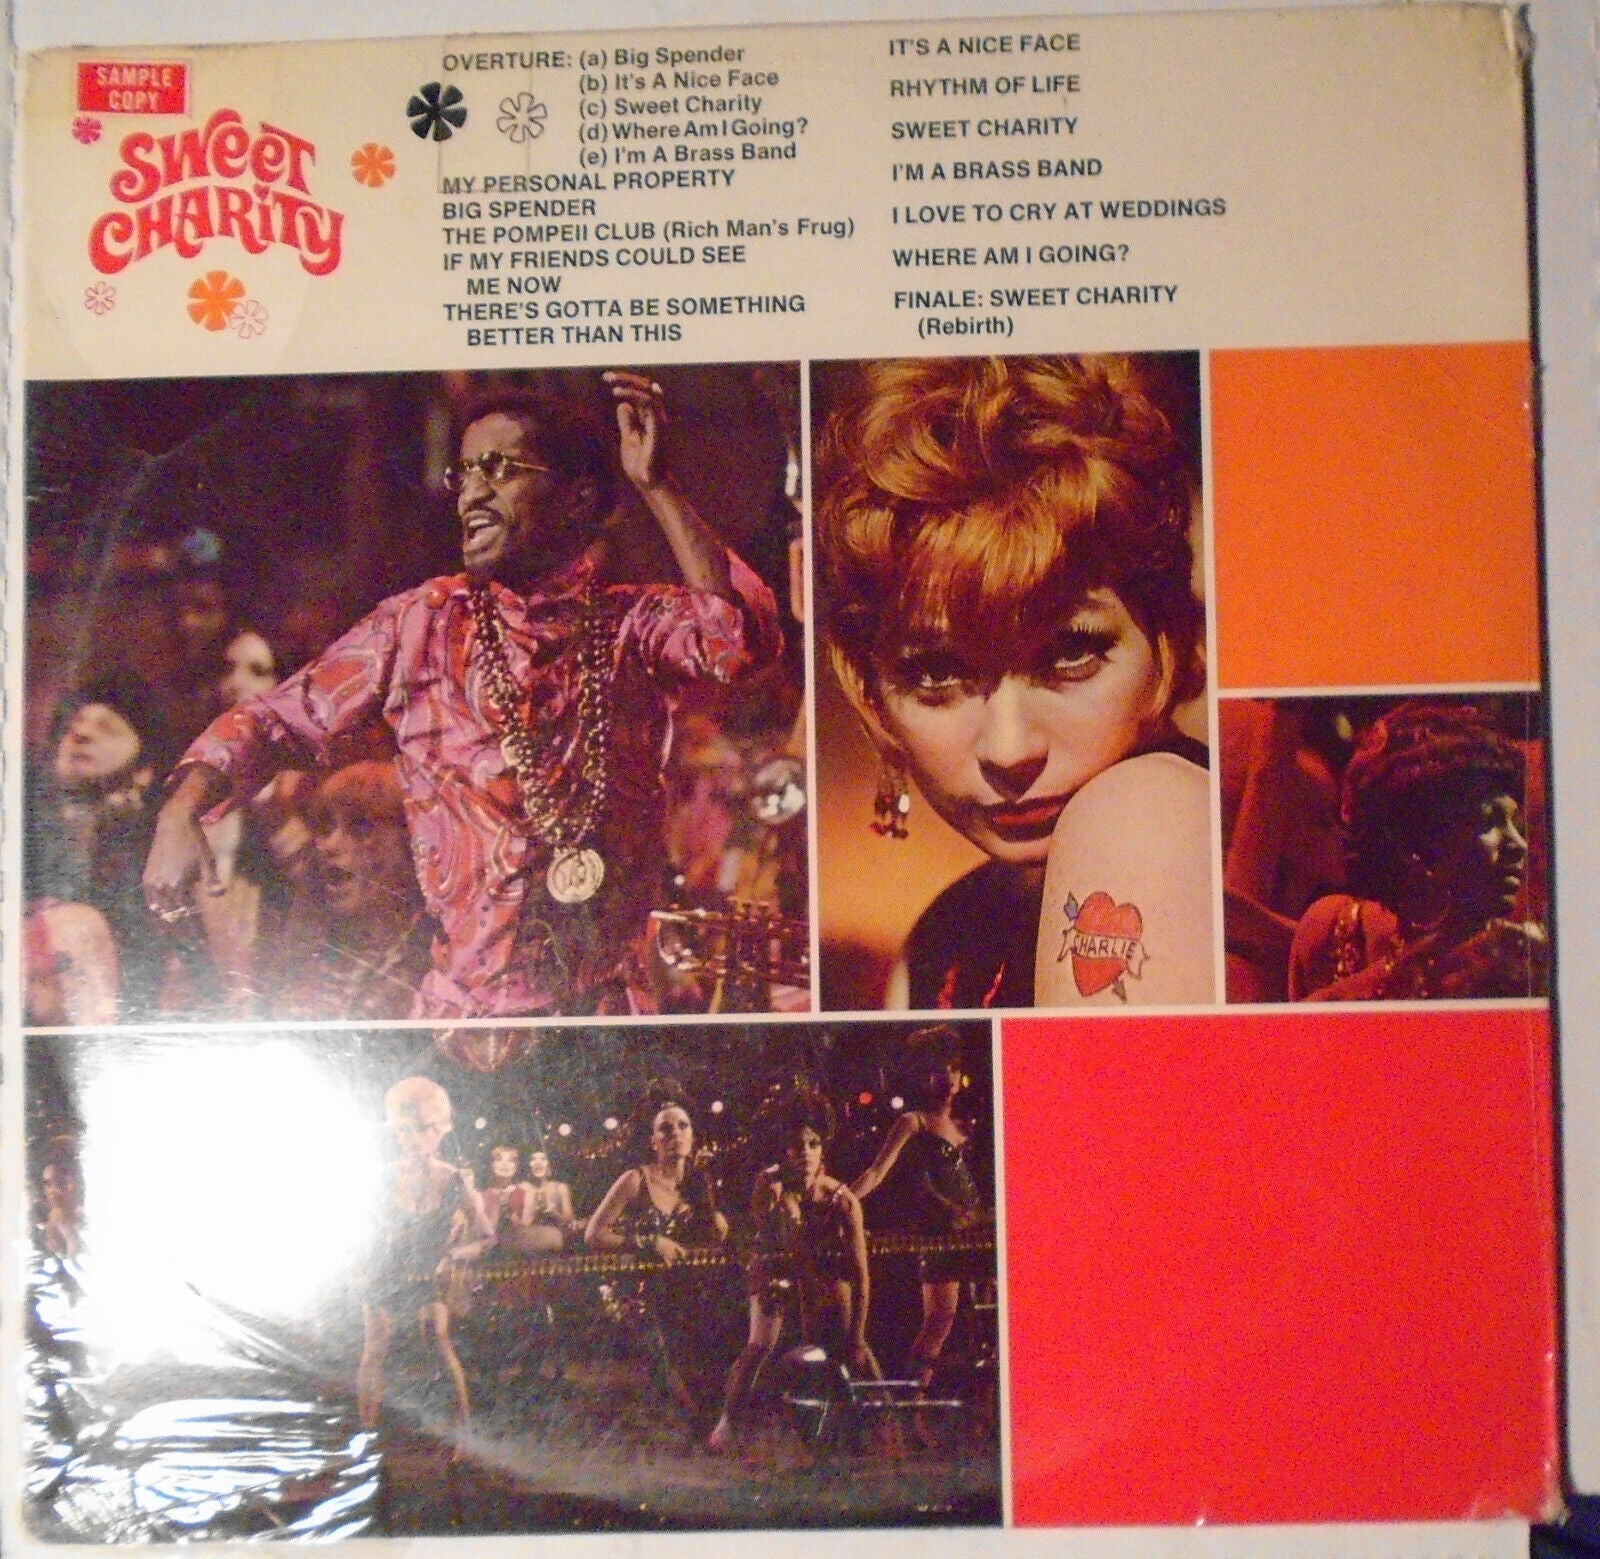 SAMPLE
COPY
SWEET
CHARITY
OVERTURE: (a) Big Spender
(b) It's A Nice Face
(c) Sweet Charity
(d) Where Am I Going?
(e) I'm A Brass Band
MY PERSONAL PROPERTY
BIG SPENDER
THE POMPEII CLUB (Rich Man's Frug)
IF MY FRIENDS COULD SEE
ME NOW
THERE'S GOTTA BE SOMETHING
BETTER THAN THIS
IT'S A NICE FACE
RHYTHM OF LIFE
SWEET CHARITY
I'M A BRASS BAND
I LOVE TO CRY AT WEDDINGS
WHERE AM I GOING?
FINALE: SWEET CHARITY
(Rebirth)
CHARLIE